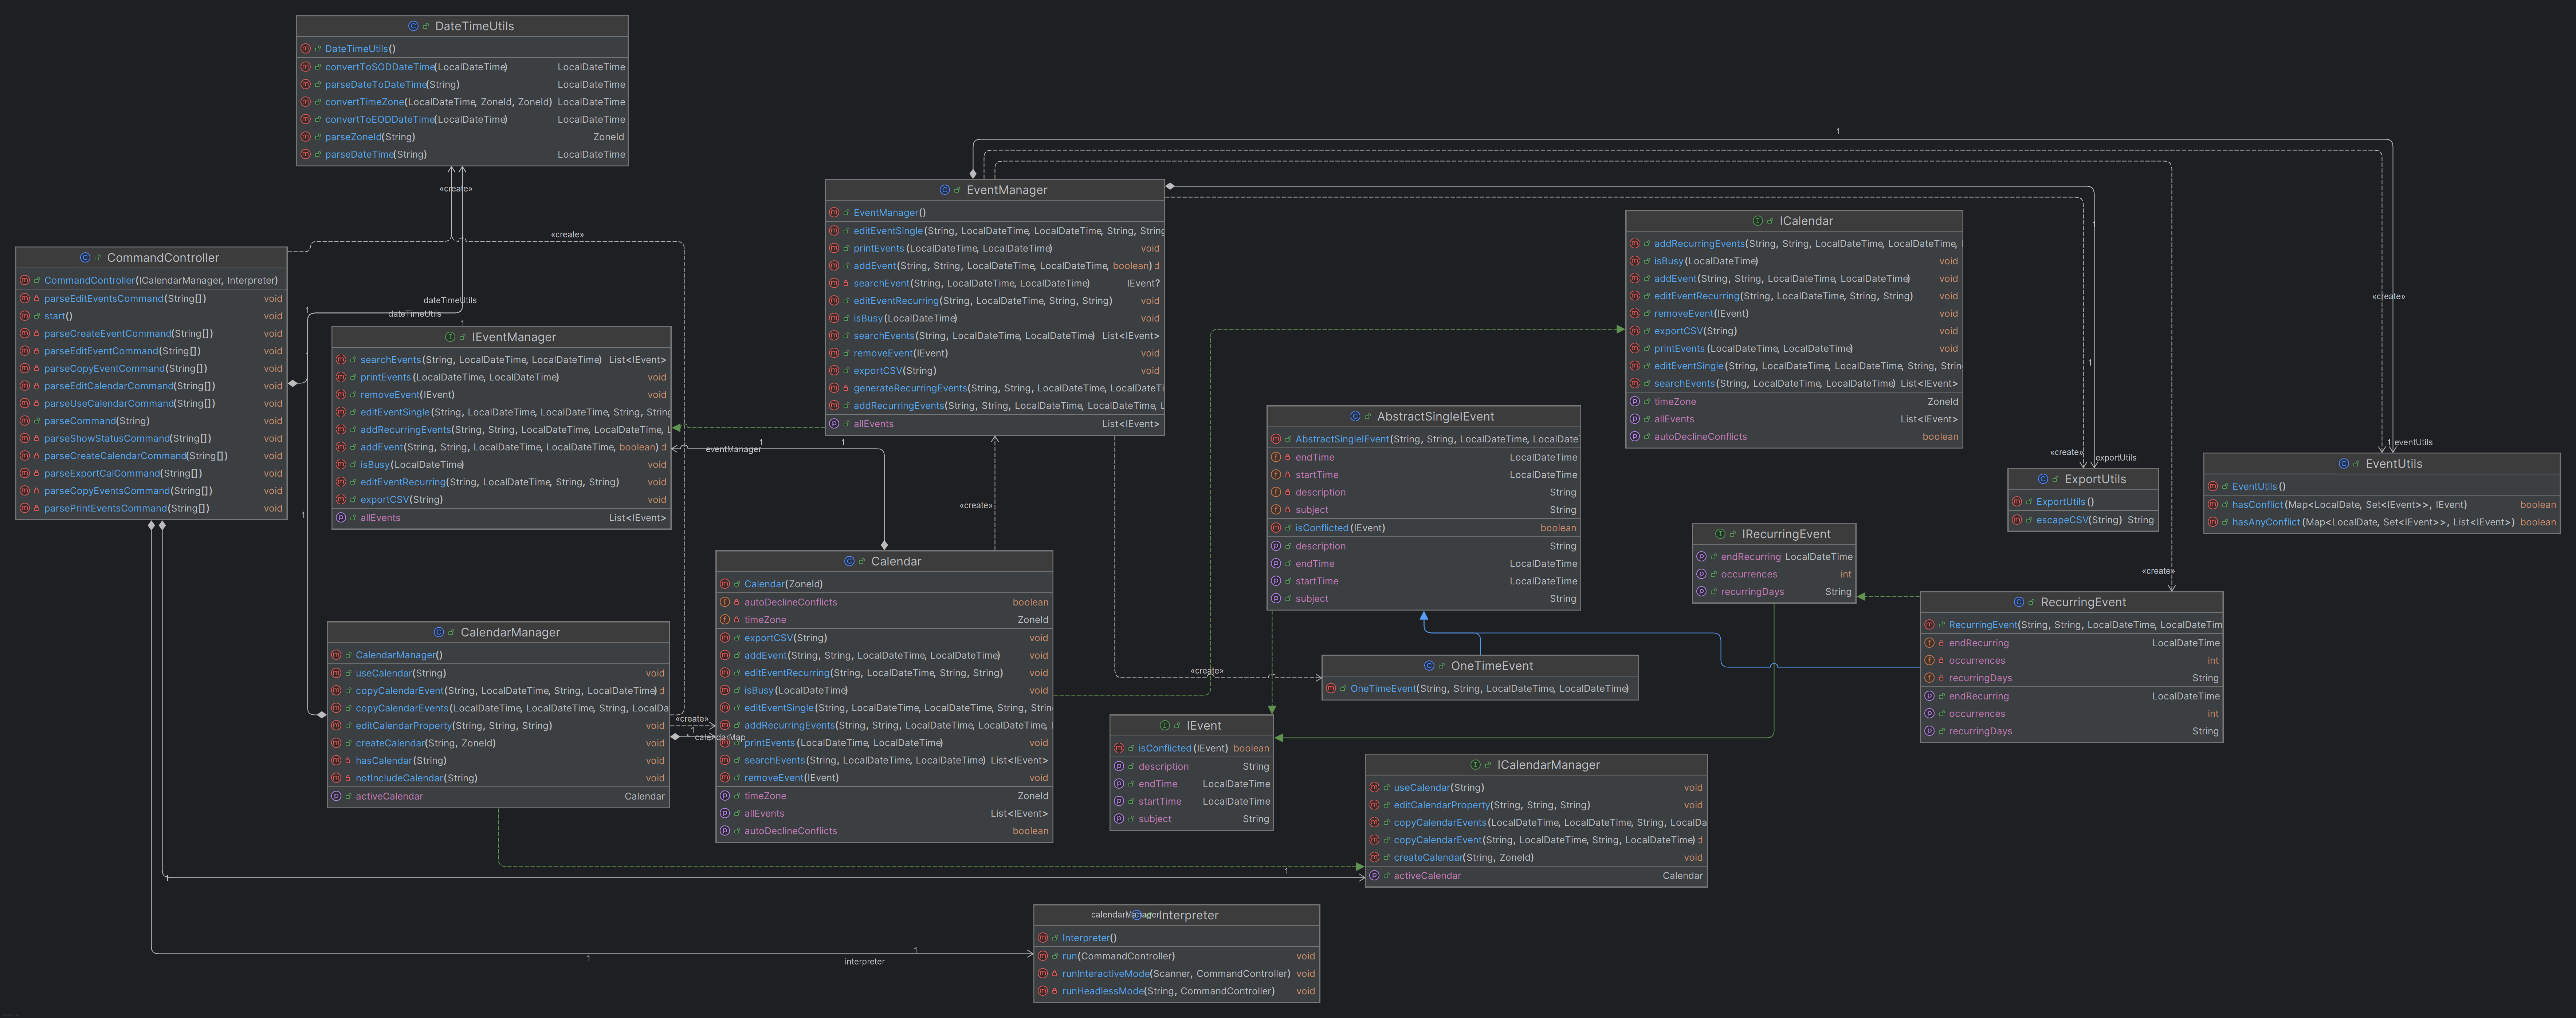 DateTimeUtils
DateTimeUtils()
convertToSODDateTime(LocalDateTime) LocalDateTime
parseDateToDateTime(String) LocalDateTime
convertTimeZone(LocalDateTime, ZoneId, ZoneId) LocalDateTime
convertToEODDateTime(LocalDateTime) LocalDateTime
parseZoneId(String) ZoneId
parseDateTime(String) LocalDateTime
«create»
«create»
dateTimeUtils
dateTimeUtils
1
1
1
1
CommandController
CommandController(ICalendarManager, Interpreter)
parseEditEventsCommand(String[]) void
start() void
parseCreateEventCommand(String[]) void
parseEditEventCommand(String[]) void
parseCopyEventCommand(String[]) void
parseEditCalendarCommand(String[]) void
parseUseCalendarCommand(String[]) void
parseCommand(String) void
parseShowStatusCommand(String[]) void
parseCreateCalendarCommand(String[]) void
parseExportCalCommand(String[]) void
parseCopyEventsCommand(String[]) void
parsePrintEventsCommand(String[]) void
IEventManager
searchEvents(String, LocalDateTime, LocalDateTime) List<IEvent>
printEvents(LocalDateTime, LocalDateTime) void
removeEvent(IEvent) void
editEventSingle(String, LocalDateTime, LocalDateTime, String, String
addRecurringEvents(String, String, LocalDateTime, LocalDateTime, L
addEvent(String, String, LocalDateTime, LocalDateTime, boolean)
isBusy(LocalDateTime) void
editEventRecurring(String, LocalDateTime, String, String) void
exportCSV(String) void
allEvents List<IEvent>
EventManager
EventManager()
editEventSingle(String, LocalDateTime, LocalDateTime, String, String
printEvents(LocalDateTime, LocalDateTime) void
addEvent(String, String, LocalDateTime, LocalDateTime, boolean)
searchEvent(String, LocalDateTime, LocalDateTime) IEvent?
editEventRecurring(String, LocalDateTime, String, String) void
isBusy(LocalDateTime) void
searchEvents(String, LocalDateTime, LocalDateTime) List<IEvent>
removeEvent(IEvent) void
exportCSV(String) void
generateRecurringEvents(String, String, LocalDateTime, LocalDateTi
addRecurringEvents(String, String, LocalDateTime, LocalDateTime, L
allEvents List<IEvent>
1
1
eventManager
«create»
1
1
1
«create»
ICalendar
addRecurringEvents(String, String, LocalDateTime, LocalDateTime,
isBusy(LocalDateTime) void
addEvent(String, String, LocalDateTime, LocalDateTime) void
editEventRecurring(String, LocalDateTime, String, String) void
removeEvent(IEvent) void
exportCSV(String) void
printEvents(LocalDateTime, LocalDateTime) void
editEventSingle(String, LocalDateTime, LocalDateTime, String, Strin
searchEvents(String, LocalDateTime, LocalDateTime) List<IEvent>
timeZone ZoneId
allEvents List<IEvent>
autoDeclineConflicts boolean
«create»
exportUtils
1 eventUtils
ExportUtils
ExportUtils()
escapeCSV(String) String
EventUtils
EventUtils()
hasConflict(Map<LocalDate, Set<IEvent>>, IEvent) boolean
hasAnyConflict(Map<LocalDate, Set<IEvent>>, List<IEvent>) boolean
AbstractSingleIEvent
AbstractSingleIEvent(String, String, LocalDateTime, LocalDate
endTime LocalDateTime
startTime LocalDateTime
description String
subject String
isConflicted(IEvent) boolean
description String
endTime LocalDateTime
startTime LocalDateTime
subject String
IRecurringEvent
endRecurring LocalDateTime
occurrences int
recurringDays String
«create»
RecurringEvent
RecurringEvent(String, String, LocalDateTime, LocalDateTim
endRecurring LocalDateTime
occurrences int
recurringDays String
endRecurring LocalDateTime
occurrences int
recurringDays String
Calendar
Calendar(ZoneId)
autoDeclineConflicts boolean
timeZone ZoneId
exportCSV(String) void
addEvent(String, String, LocalDateTime, LocalDateTime) void
editEventRecurring(String, LocalDateTime, String, String) void
isBusy(LocalDateTime) void
editEventSingle(String, LocalDateTime, LocalDateTime, String, Strin
addRecurringEvents(String, String, LocalDateTime, LocalDateTime,
printEvents(LocalDateTime, LocalDateTime) void
searchEvents(String, LocalDateTime, LocalDateTime) List<IEvent>
removeEvent(IEvent) void
timeZone ZoneId
allEvents List<IEvent>
autoDeclineConflicts boolean
CalendarManager
CalendarManager()
useCalendar(String) void
copyCalendarEvent(String, LocalDateTime, String, LocalDateTime)
copyCalendarEvents(LocalDateTime, LocalDateTime, String, LocalDa
editCalendarProperty(String, String, String) void
createCalendar(String, ZoneId) void
hasCalendar(String) void
notIncludeCalendar(String) void
activeCalendar Calendar
«create»
1
*
calendarMap
«create»
OneTimeEvent
OneTimeEvent(String, String, LocalDateTime, LocalDateTime)
IEvent
isConflicted(IEvent) boolean
description String
endTime LocalDateTime
startTime LocalDateTime
subject String
ICalendarManager
useCalendar(String) void
editCalendarProperty(String, String, String) void
copyCalendarEvents(LocalDateTime, LocalDateTime, String, LocalDa
copyCalendarEvent(String, LocalDateTime, String, LocalDateTime)
createCalendar(String, ZoneId) void
activeCalendar Calendar
1
1
calendarManager
Interpreter
Interpreter()
run(CommandController) void
runInteractiveMode(Scanner, CommandController) void
runHeadlessMode(String, CommandController) void
1
1
interpreter